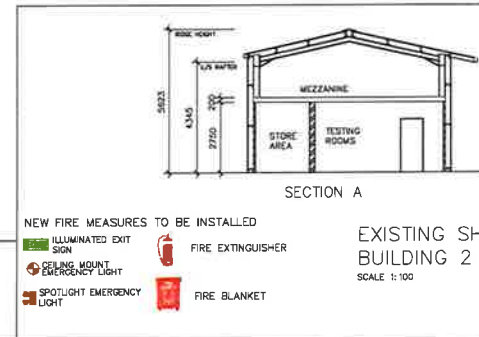 RIDGE HEIGHT
U/S RAFTER
5623
4345
200
2750
MEZZANINE
STORE
AREA
TESTING
ROOMS
SECTION A
NEW FIRE MEASURES TO BE INSTALLED
ILLUMINATED EXIT
SIGN
FIRE EXTINGUISHER
CEILING MOUNT
EMERGENCY LIGHT
SPOTLIGHT EMERGENCY
LIGHT
FIRE BLANKET
EXISTING SH
BUILDING 2
SCALE 1:100